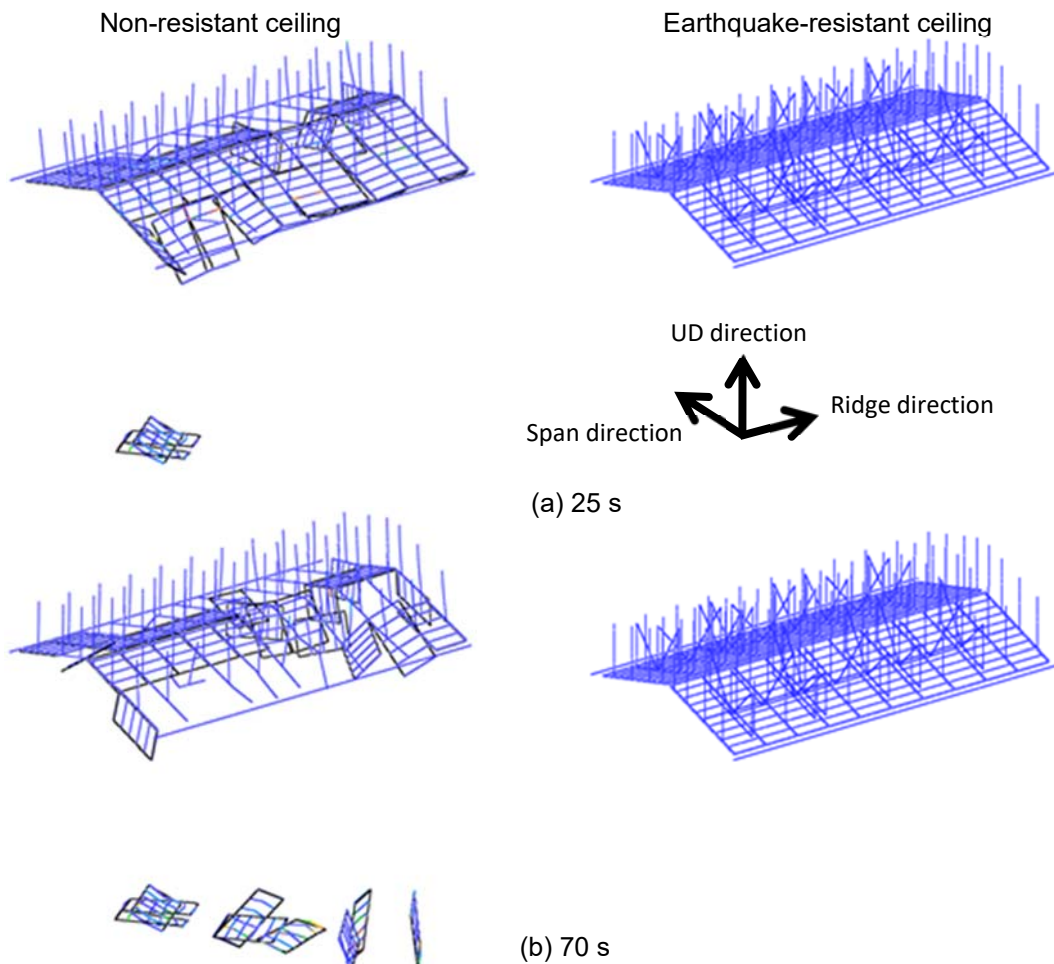 Non-resistant ceiling
Earthquake-resistant ceiling
UD direction
Span direction
Ridge direction
(a) 25 s
(b) 70 s